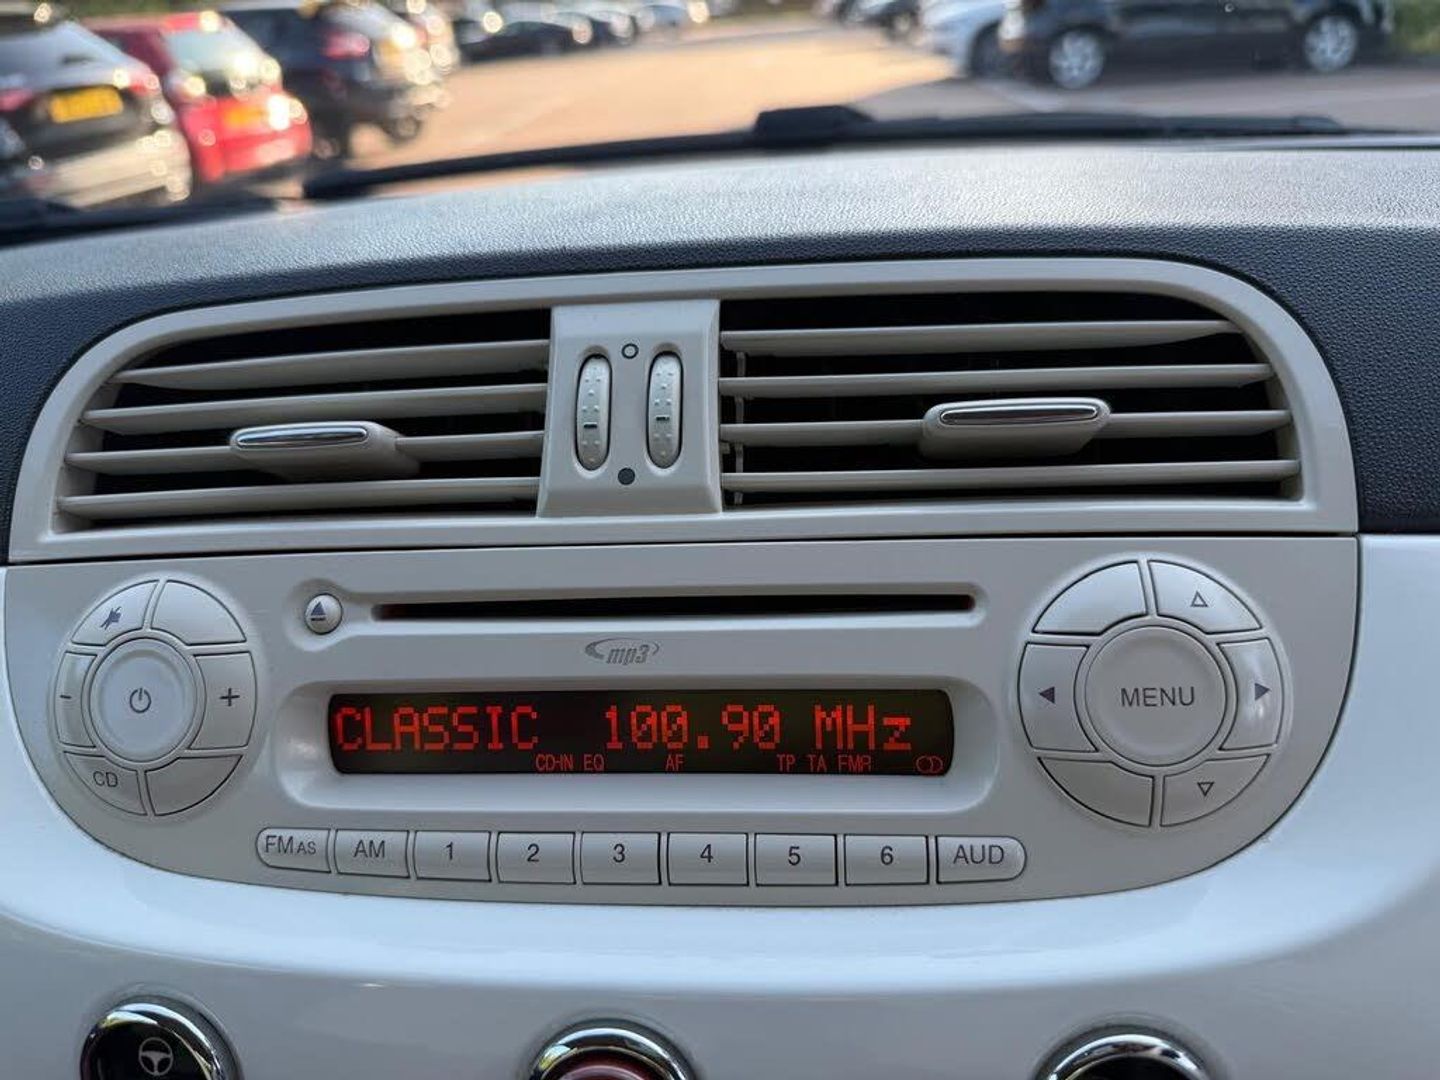 mp3
CLASSIC 100.90 MHz
CD-IN EQ AF TP TA FMR
- + MENU
CD
FM AS AM 1 2 3 4 5 6 AUD